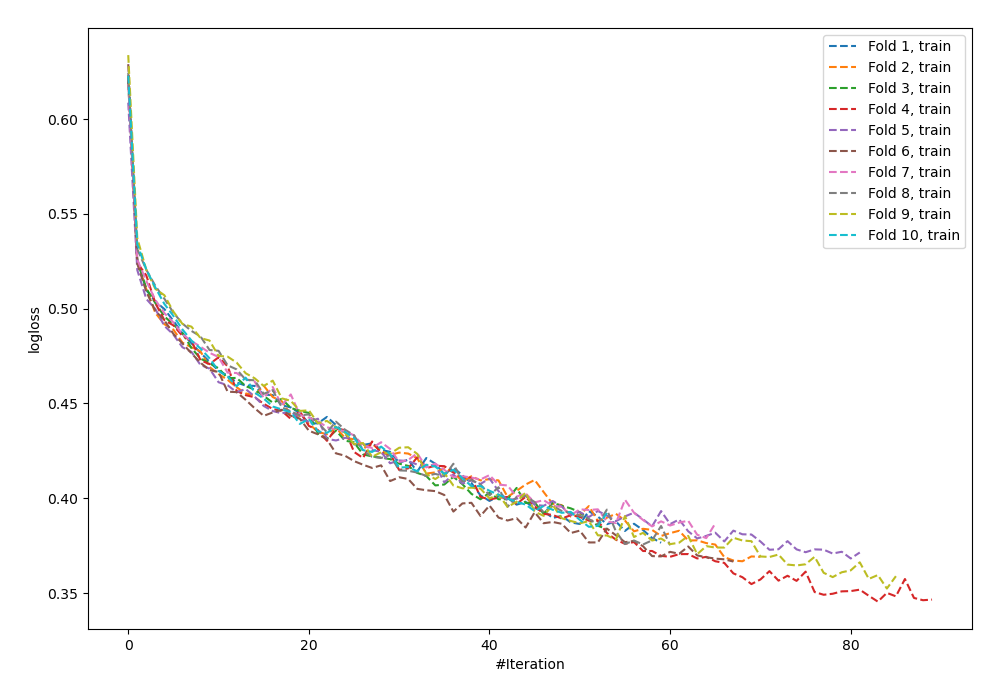 Fold 1, train
Fold 2, train
Fold 3, train
Fold 4, train
Fold 5, train
Fold 6, train
Fold 7, train
Fold 8, train
Fold 9, train
Fold 10, train
0.60
0.55
0.50
0.45
0.40
0.35
logloss
0 20 40 60 80
#Iteration